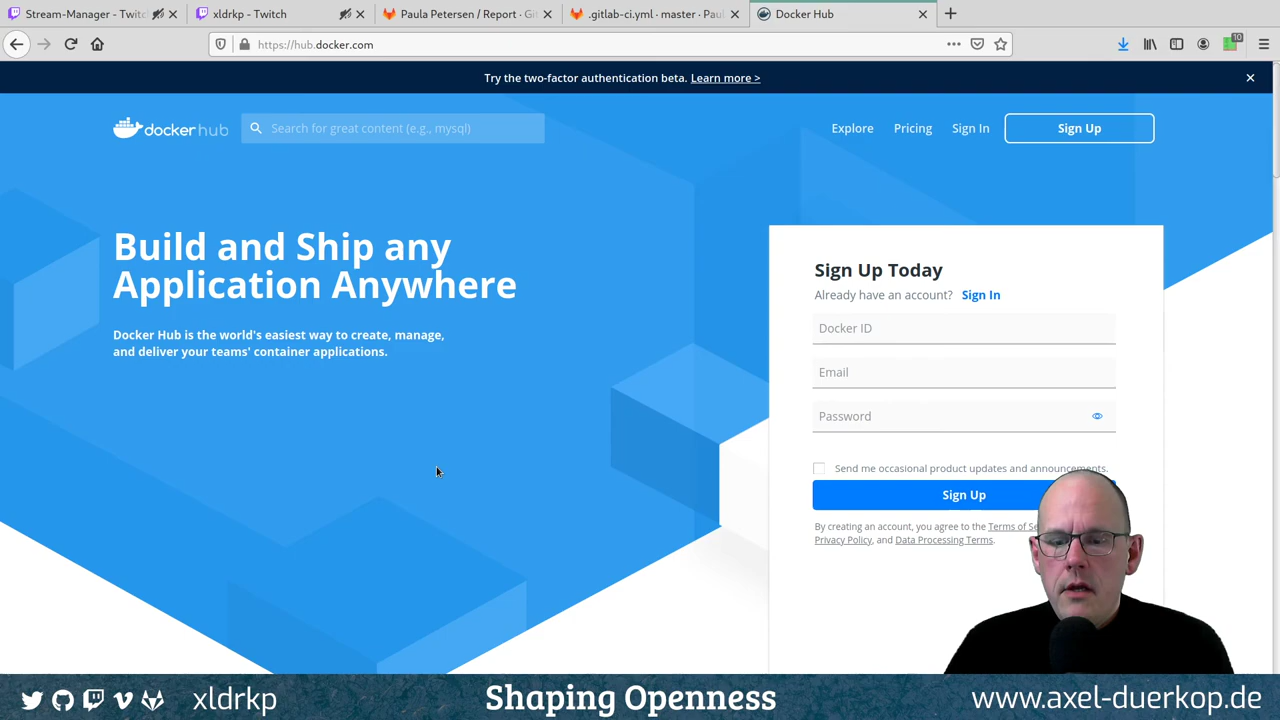 Stream-Manager - Twitc
xldrkp - Twitch
Paula Petersen / Report · Git
.gitlab-ci.yml · master · Pau
Docker Hub
https://hub.docker.com
10
Try the two-factor authentication beta. Learn more >
docker hub
Search for great content (e.g., mysql)
Explore
Pricing
Sign In
Sign Up
Build and Ship any
Application Anywhere
Docker Hub is the world's easiest way to create, manage,
and deliver your teams' container applications.
Sign Up Today
Already have an account? Sign In
Docker ID
Email
Password
Send me occasional product updates and announcements.
Sign Up
By creating an account, you agree to the Terms of Se
Privacy Policy, and Data Processing Terms.
xldrkp
Shaping Openness
www.axel-duerkop.de